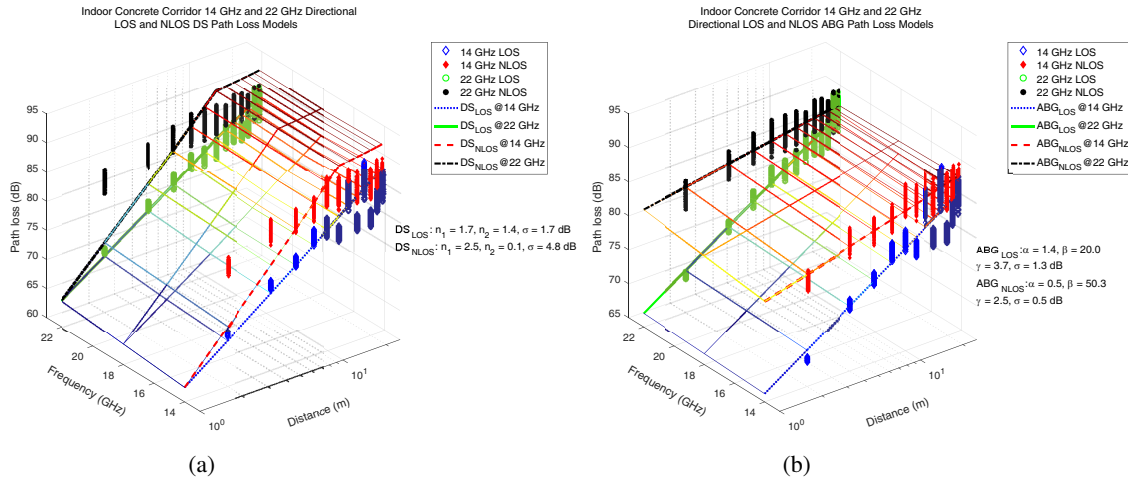 Indoor Concrete Corridor 14 GHz and 22 GHz Directional
LOS and NLOS DS Path Loss Models
14 GHz LOS
14 GHz NLOS
22 GHz LOS
22 GHz NLOS
DS_LOS @14 GHz
DS_LOS @22 GHz
DS_NLOS @14 GHz
DS_NLOS @22 GHz
95
90
85
80
75
70
65
60
Path loss (dB)
DS_LOS: n_1 = 1.7, n_2 = 1.4, σ = 1.7 dB
DS_NLOS: n_1 = 2.5, n_2 = 0.1, σ = 4.8 dB
22
20
18
16
14
Frequency (GHz)
10^0
10^1
Distance (m)
(a)
Indoor Concrete Corridor 14 GHz and 22 GHz
Directional LOS and NLOS ABG Path Loss Models
14 GHz LOS
14 GHz NLOS
22 GHz LOS
22 GHz NLOS
ABG_LOS @14 GHz
ABG_LOS @22 GHz
ABG_NLOS @14 GHz
ABG_NLOS @22 GHz
95
90
85
80
75
70
65
Path loss (dB)
ABG_LOS: α = 1.4, β = 20.0
γ = 3.7, σ = 1.3 dB
ABG_NLOS: α = 0.5, β = 50.3
γ = 2.5, σ = 0.5 dB
22
20
18
16
14
Frequency (GHz)
10^0
10^1
Distance (m)
(b)